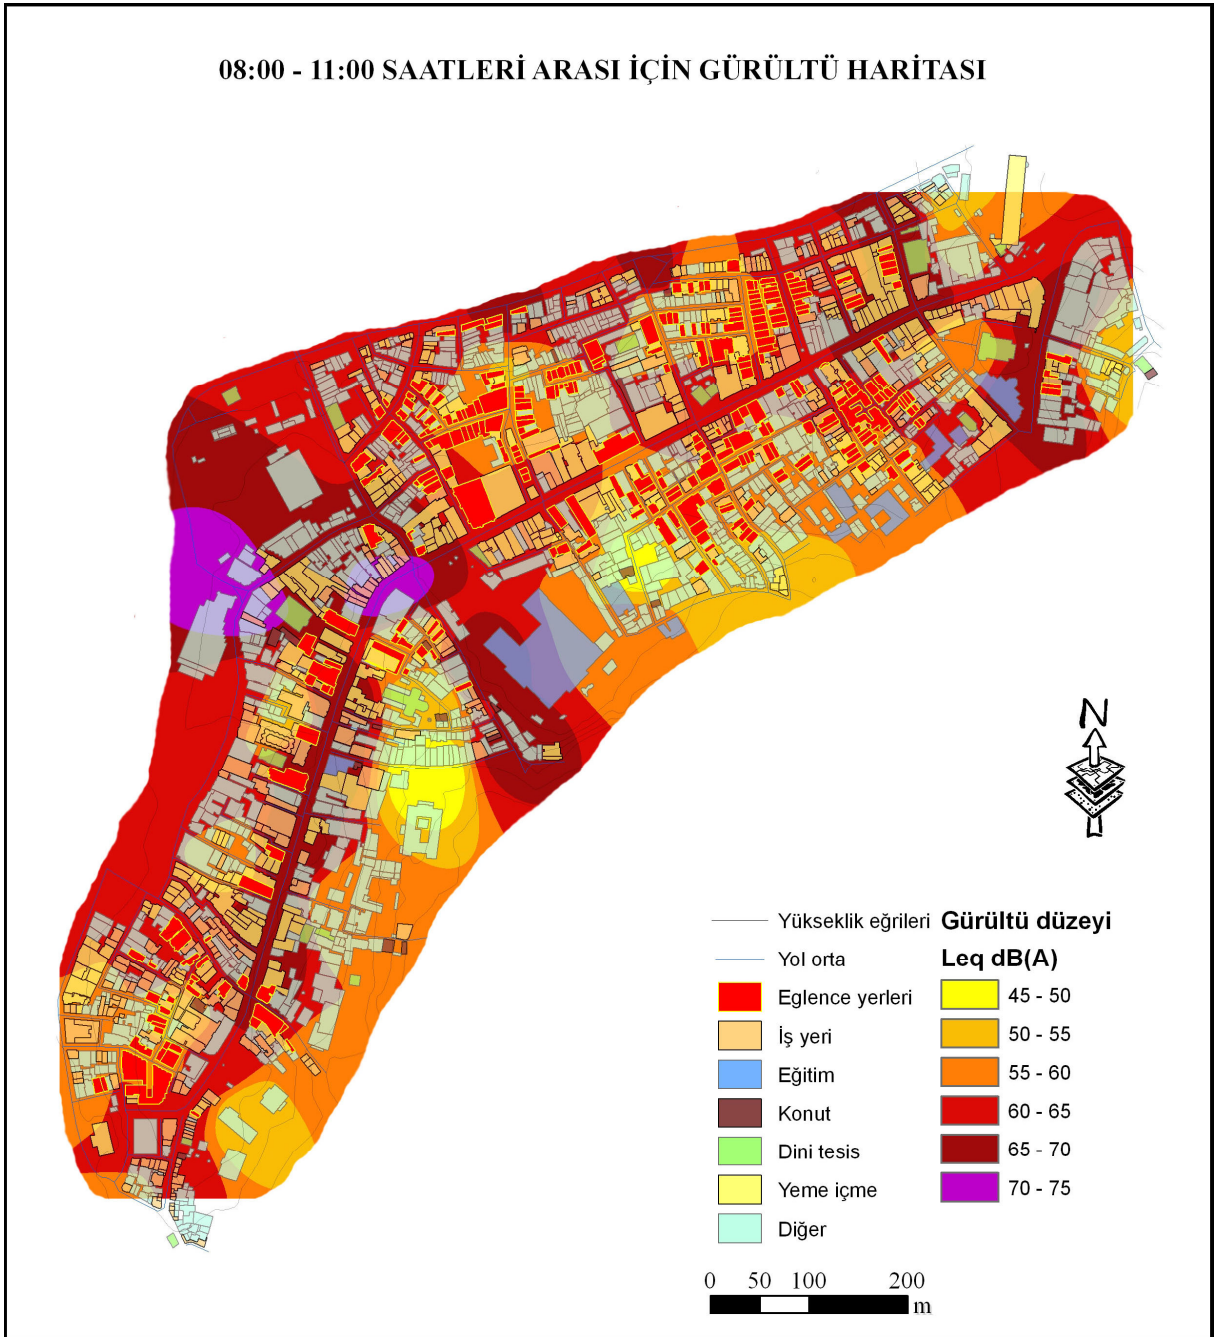 08:00 - 11:00 SAATLERİ ARASI İÇİN GÜRÜLTÜ HARİTASI
N
Yükseklik eğrileri
Yol orta
Eglence yerleri
İş yeri
Eğitim
Konut
Dini tesis
Yeme içme
Diğer
Gürültü düzeyi
Leq dB(A)
45 - 50
50 - 55
55 - 60
60 - 65
65 - 70
70 - 75
0 50 100 200
m